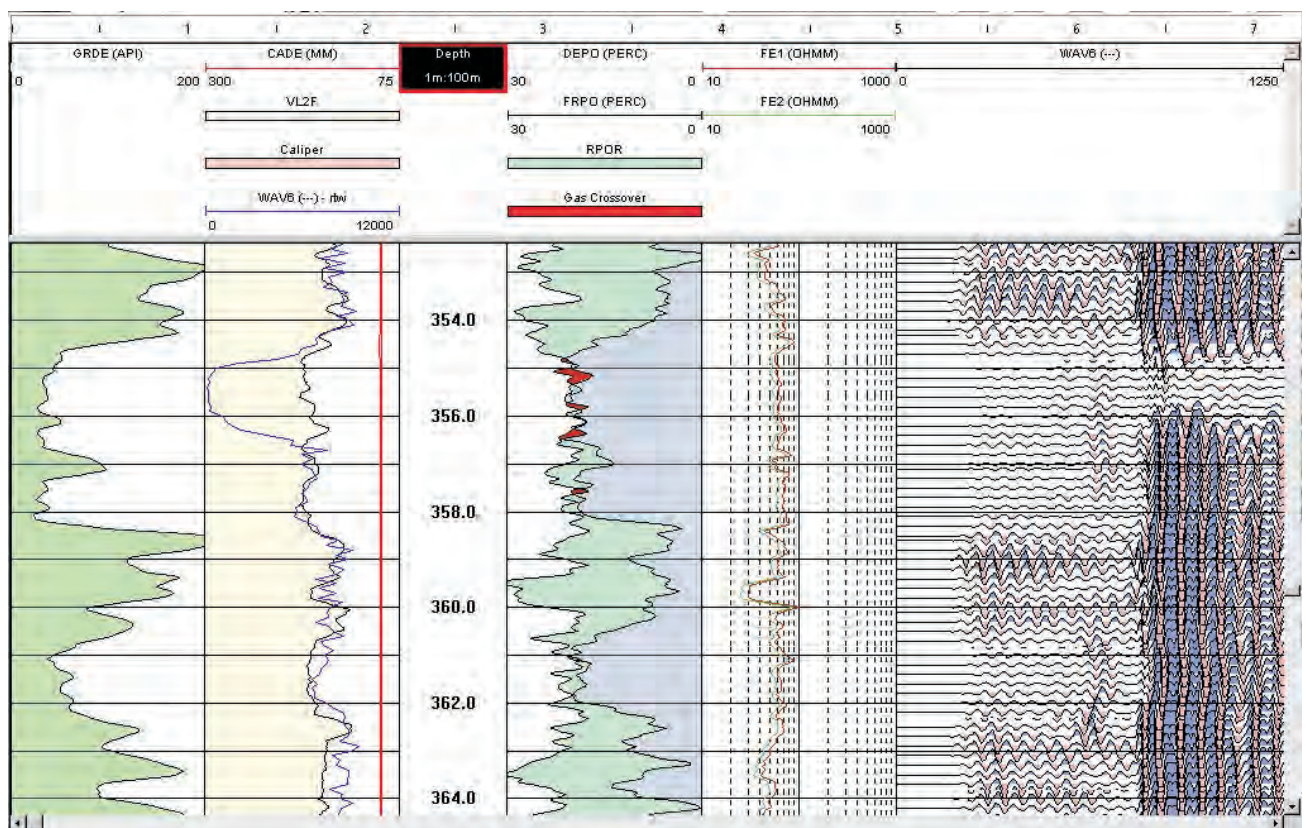 1 2 3 4 5 6 7
GRDE (API) CADE (MM) Depth DEPO (PERC) FE1 (OHMM) WAV6 (---)
0 200 300 75 1m:100m 30 0 10 1000 0 1250
VL2F FRPO (PERC) FE2 (OHMM)
30 0 10 1000
Caliper RPOR
WAV6 (---) - rtwi Gas Crossover
0 12000
354.0
356.0
358.0
360.0
362.0
364.0